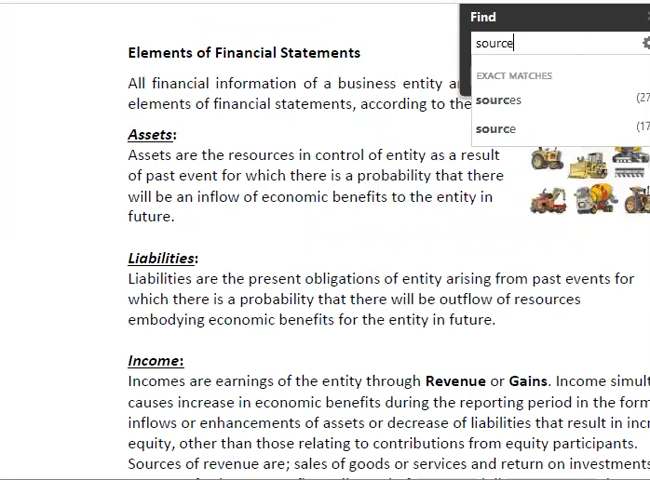 Find
source
EXACT MATCHES
sources (27
source (17
Elements of Financial Statements
All financial information of a business entity
elements of financial statements, according to the
Assets:
Assets are the resources in control of entity as a result
of past event for which there is a probability that there
will be an inflow of economic benefits to the entity in
future.
Liabilities:
Liabilities are the present obligations of entity arising from past events for
which there is a probability that there will be outflow of resources
embodying economic benefits for the entity in future.
Income:
Incomes are earnings of the entity through Revenue or Gains. Income simult
causes increase in economic benefits during the reporting period in the form
inflows or enhancements of assets or decrease of liabilities that result in incr
equity, other than those relating to contributions from equity participants.
Sources of revenue are; sales of goods or services and return on investments